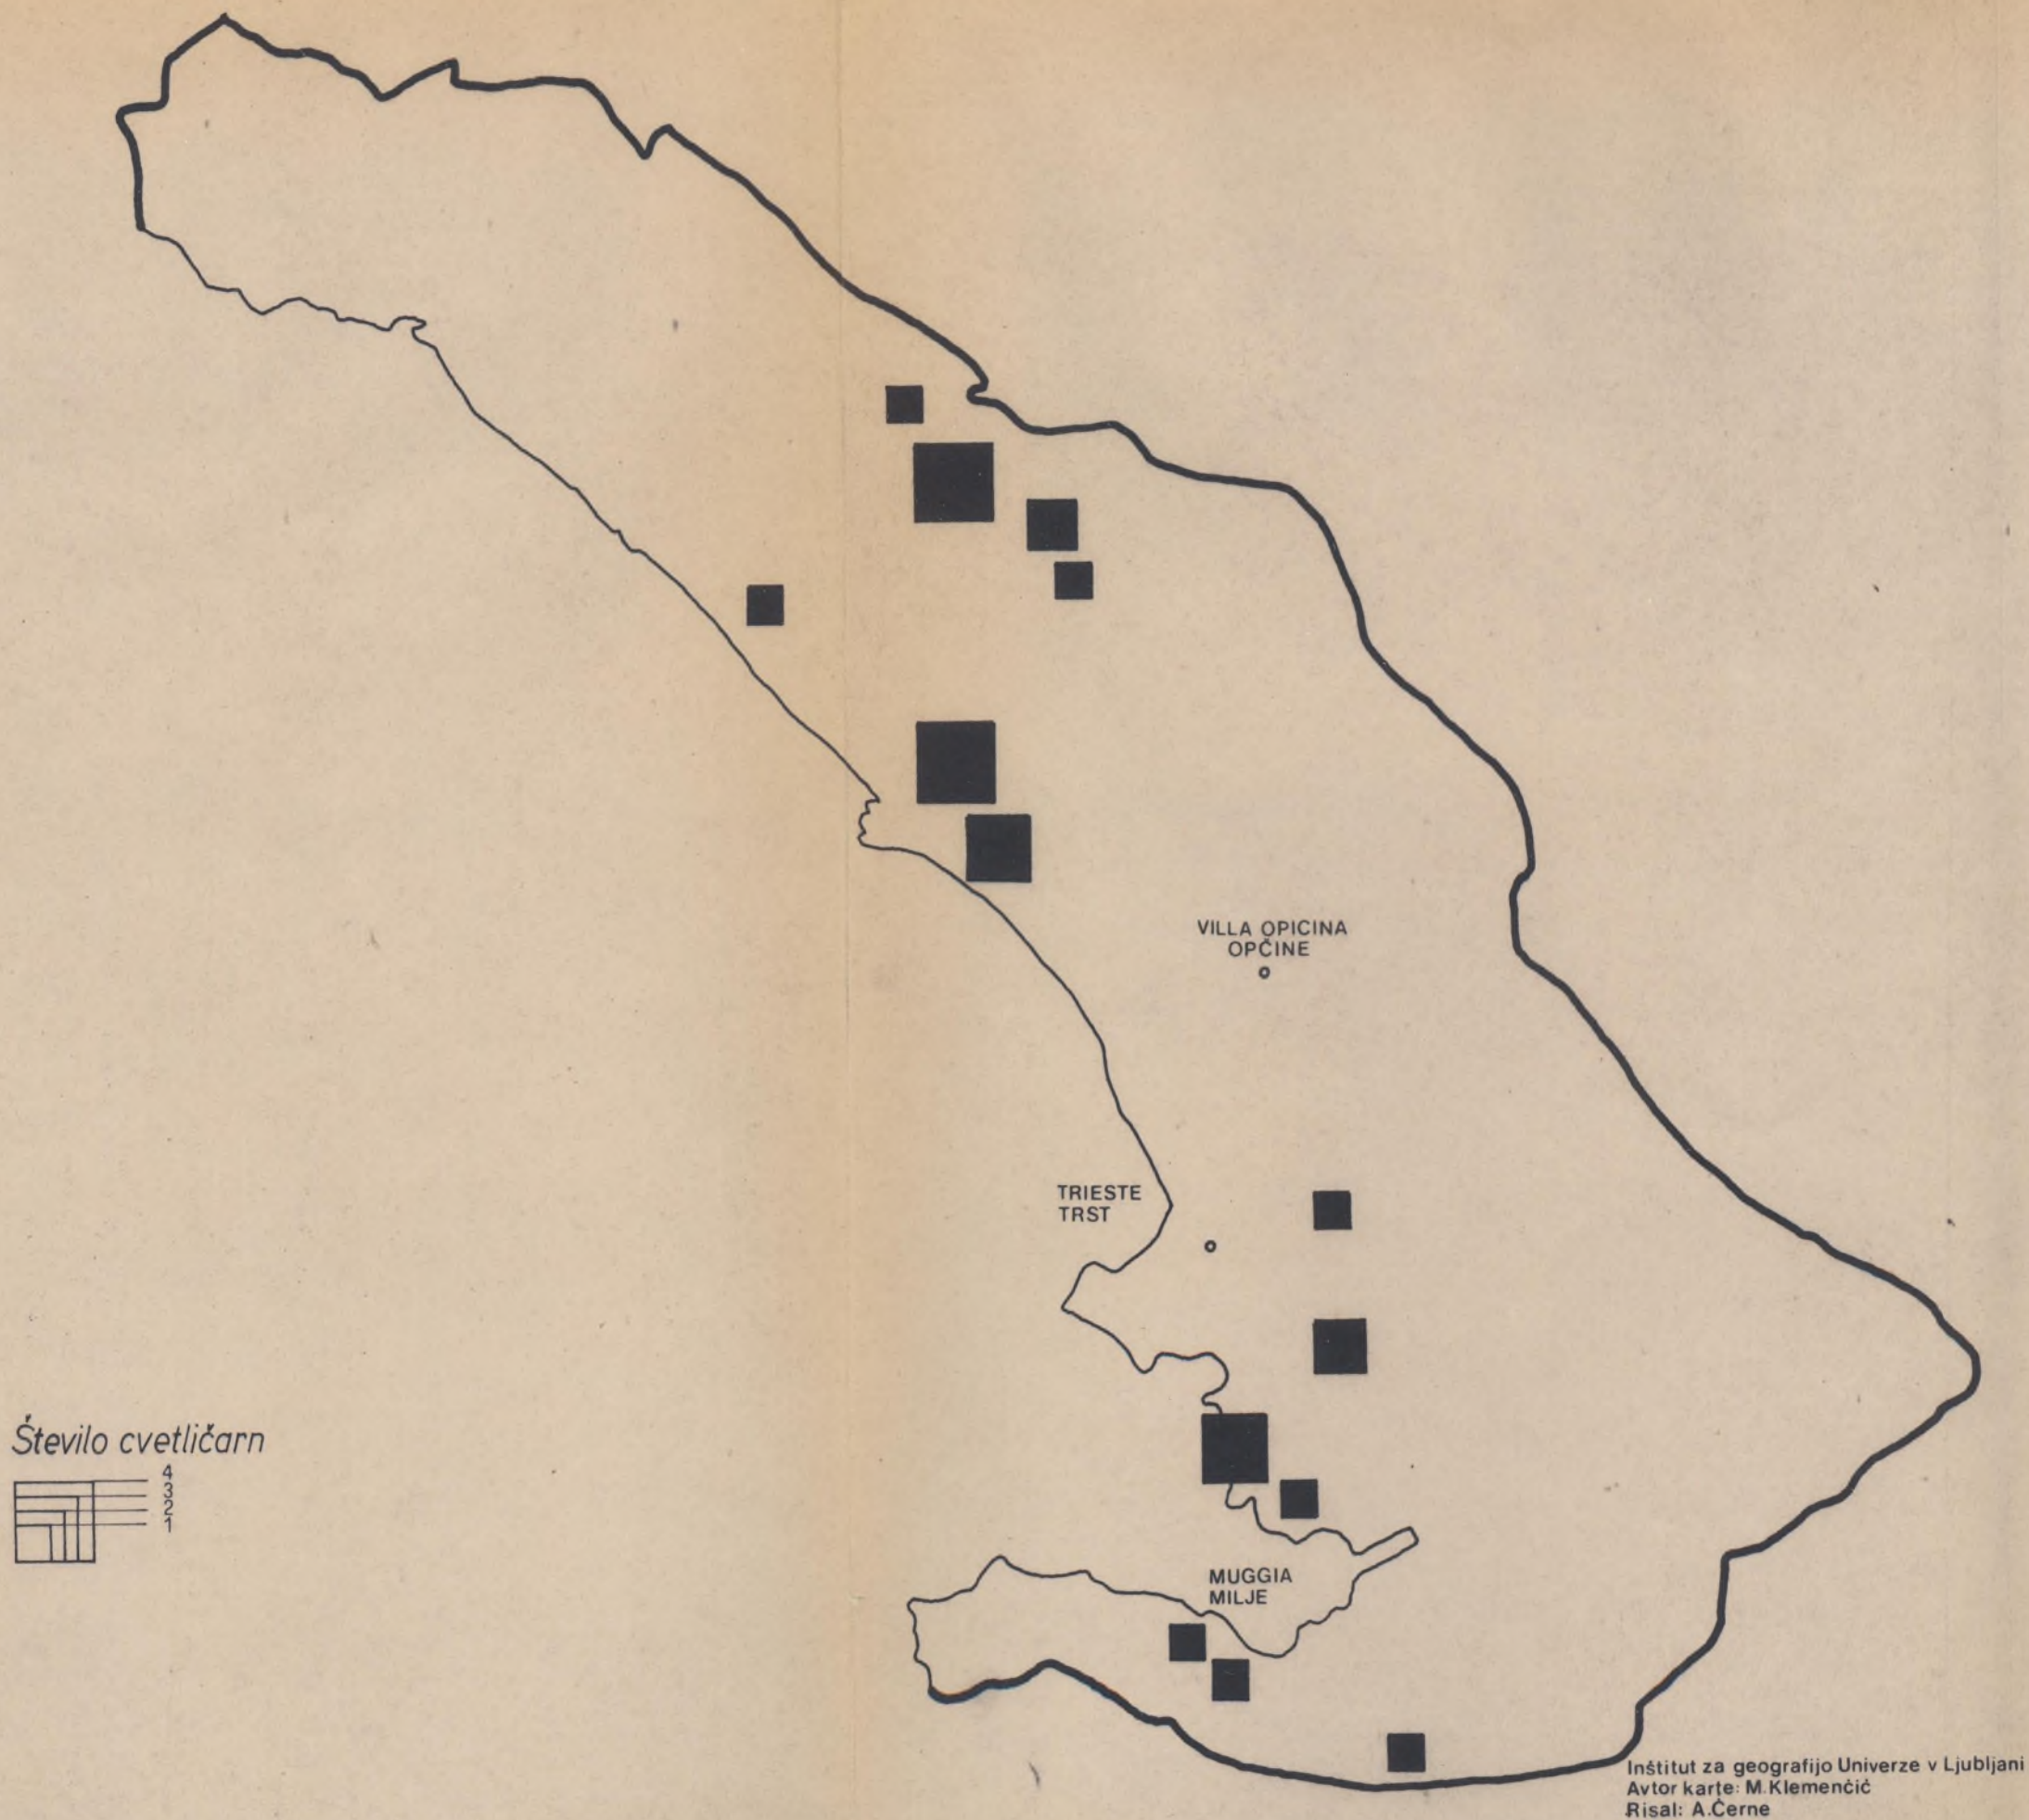 VILLA OPICINA
OPČINE
TRIESTE
TRST
Število cvetličarn
4
3
2
1
MUGGIA
MILJE
Inštitut za geografijo Univerze v Ljubljani
Avtor karte: M. Klemenčić
Risal: A.Černe